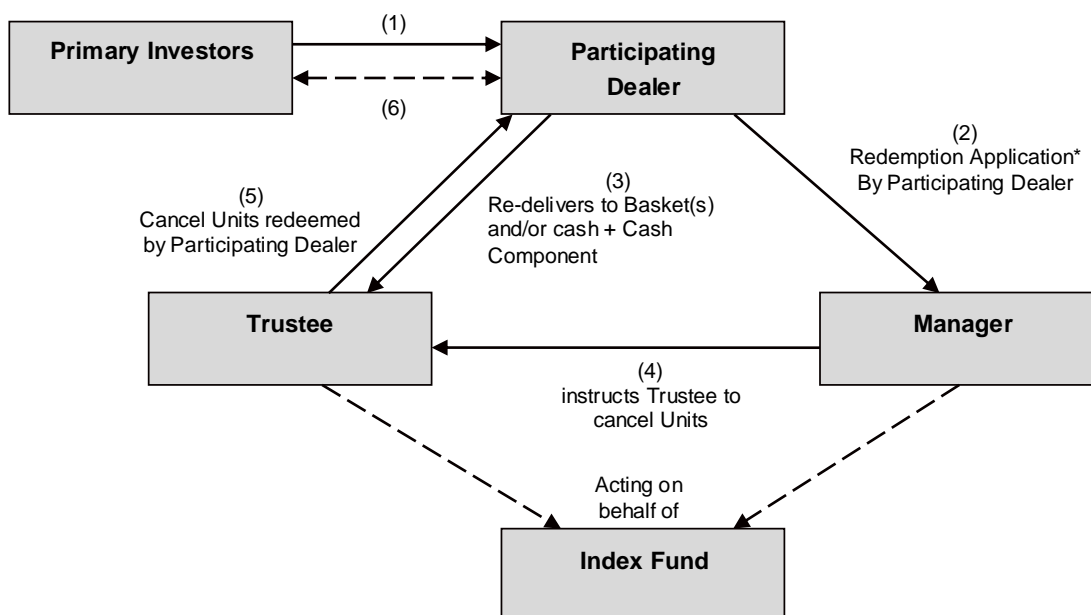 (1)
Primary Investors
Participating
Dealer
(6)
(2)
Redemption Application*
By Participating Dealer
(3)
Re-delivers to Basket(s)
and/or cash + Cash
Component
(5)
Cancel Units redeemed
by Participating Dealer
Trustee
Manager
(4)
instructs Trustee to
cancel Units
Acting on
behalf of
Index Fund